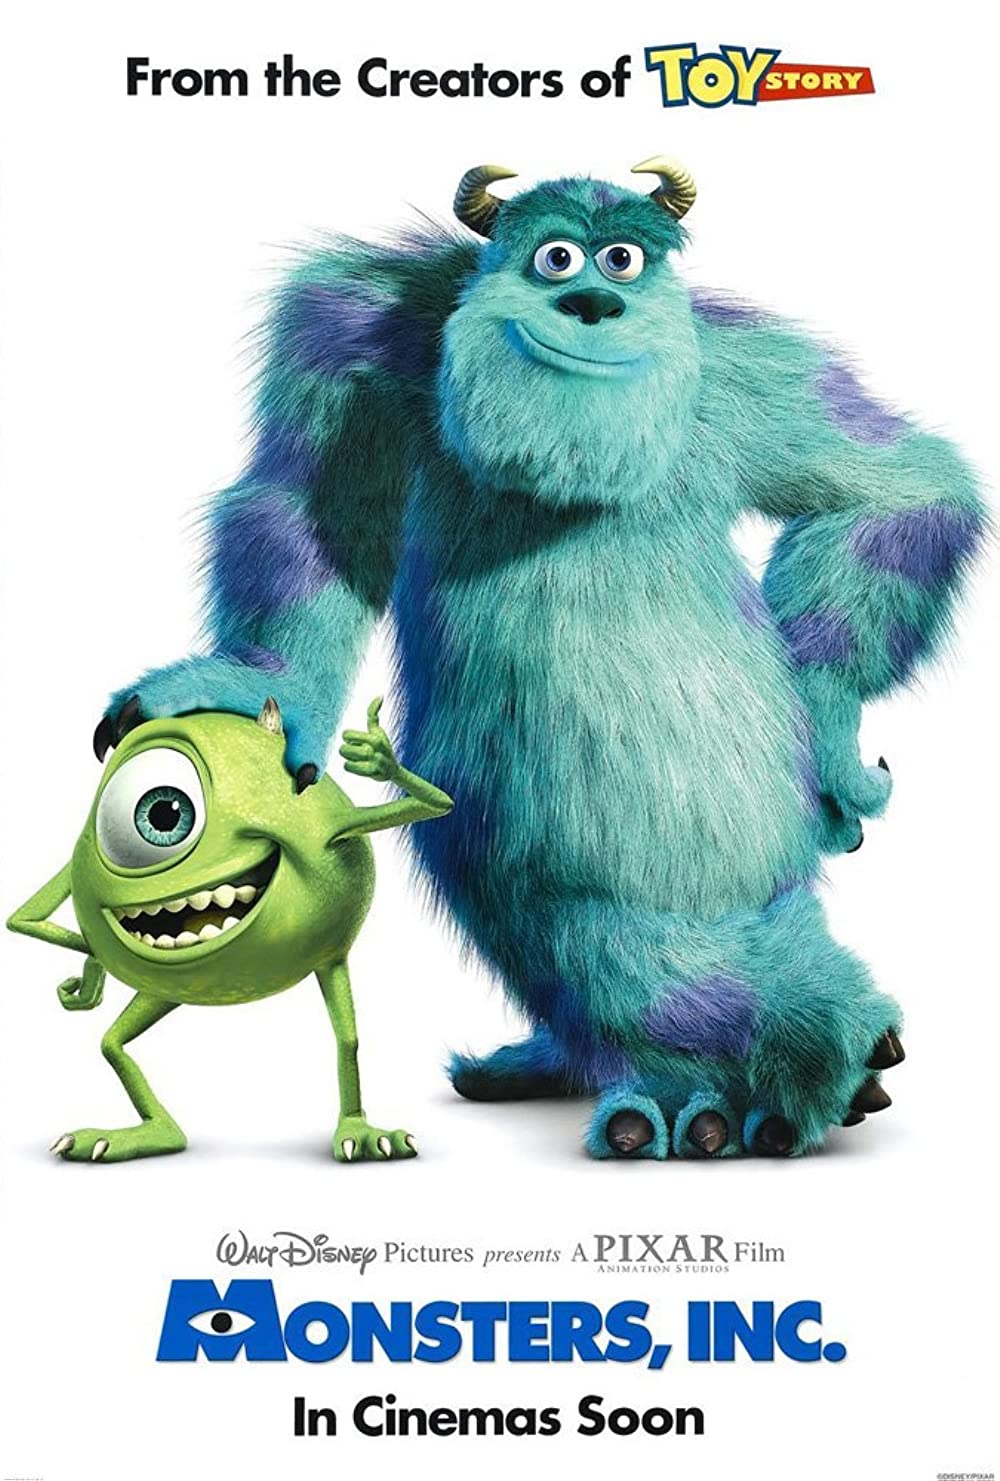 From the Creators of TOY STORY
WALT DISNEY Pictures presents A PIXAR Film
ANIMATION STUDIOS
MONSTERS, INC.
In Cinemas Soon
©DISNEY/PIXAR